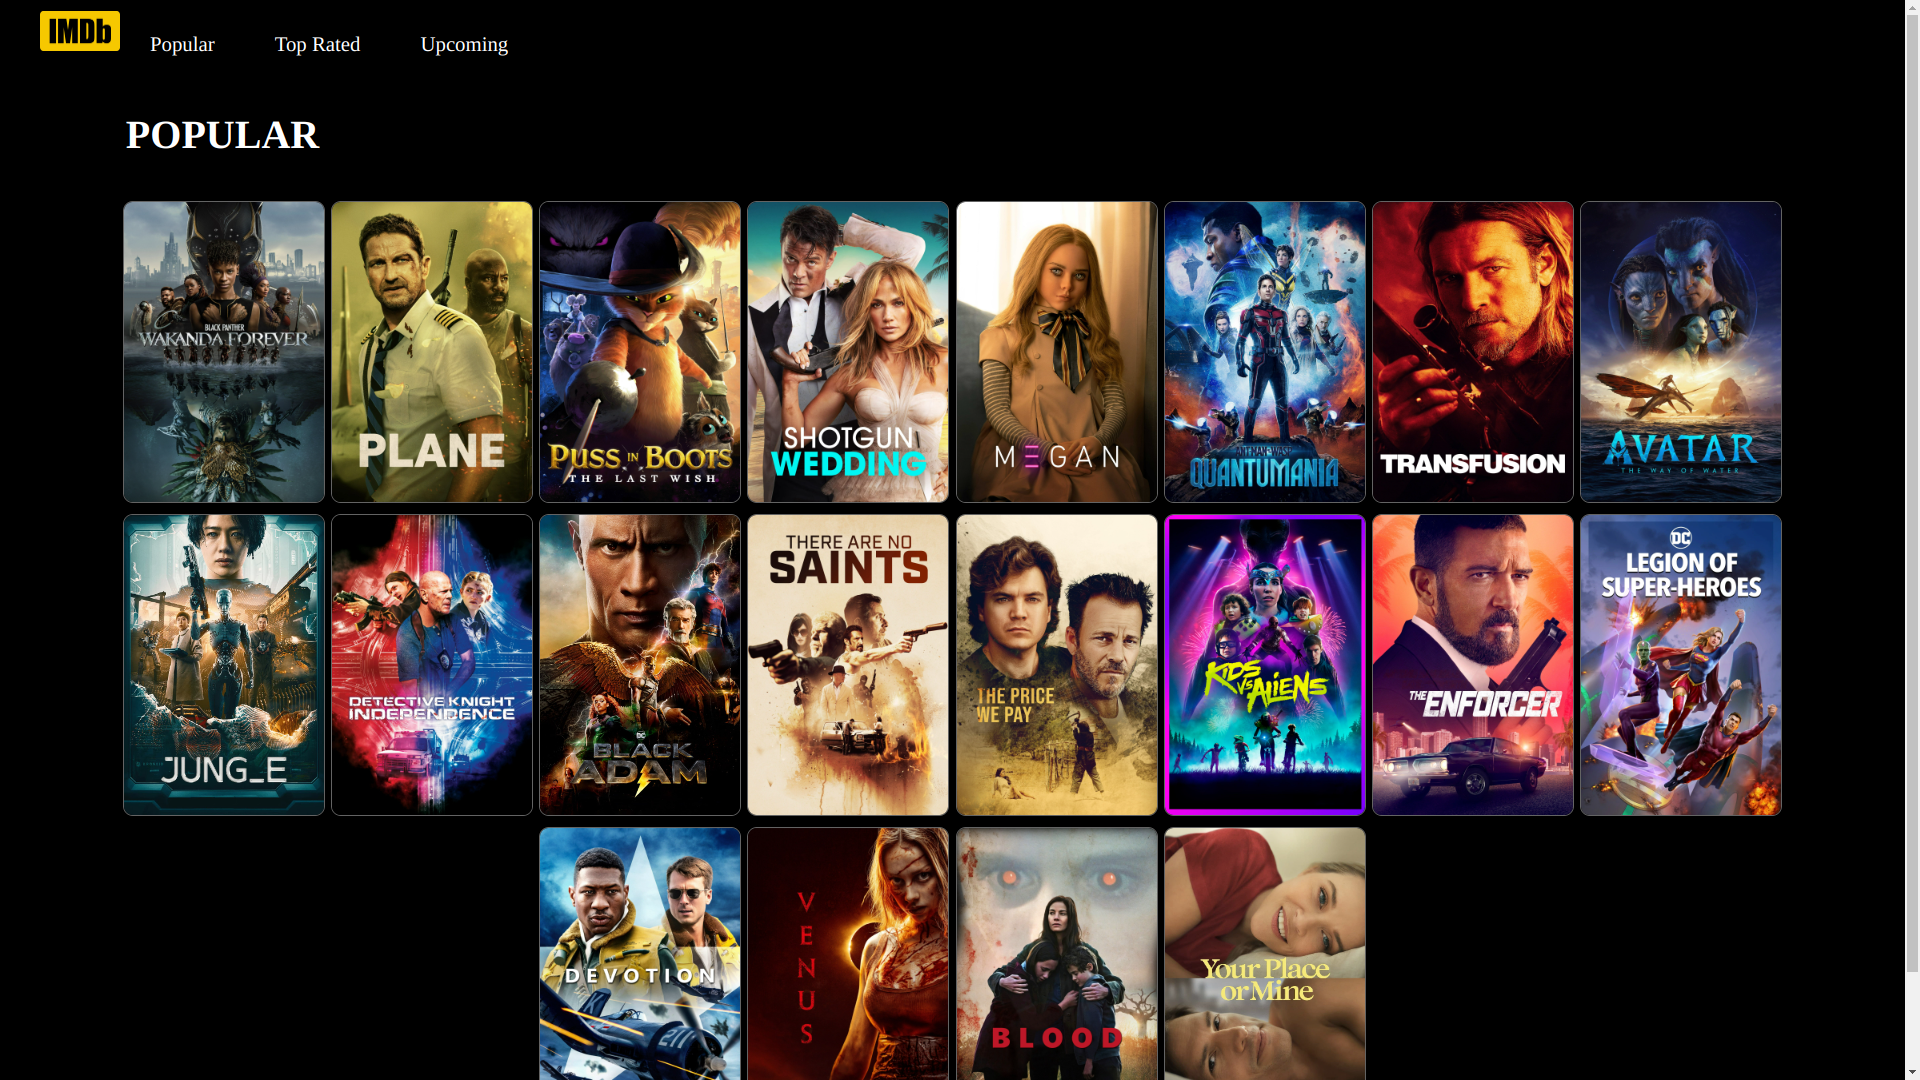 IMDb
Popular
Top Rated
Upcoming
POPULAR
BLACK PANTHER
WAKANDA FOREVER
PLANE
PUSS IN BOOTS
THE LAST WISH
SHOTGUN
WEDDING
MEGAN
ANT-MAN AND THE WASP
QUANTUMANIA
TRANSFUSION
AVATAR
THE WAY OF WATER
JUNG_E
DETECTIVE KNIGHT
INDEPENDENCE
DC
BLACK
ADAM
THERE ARE NO
SAINTS
THE PRICE
WE PAY
KIDS
VS ALIENS
THE ENFORCER
DC
LEGION OF
SUPER-HEROES
DEVOTION
211
VENUS
BLOOD
Your Place
or Mine